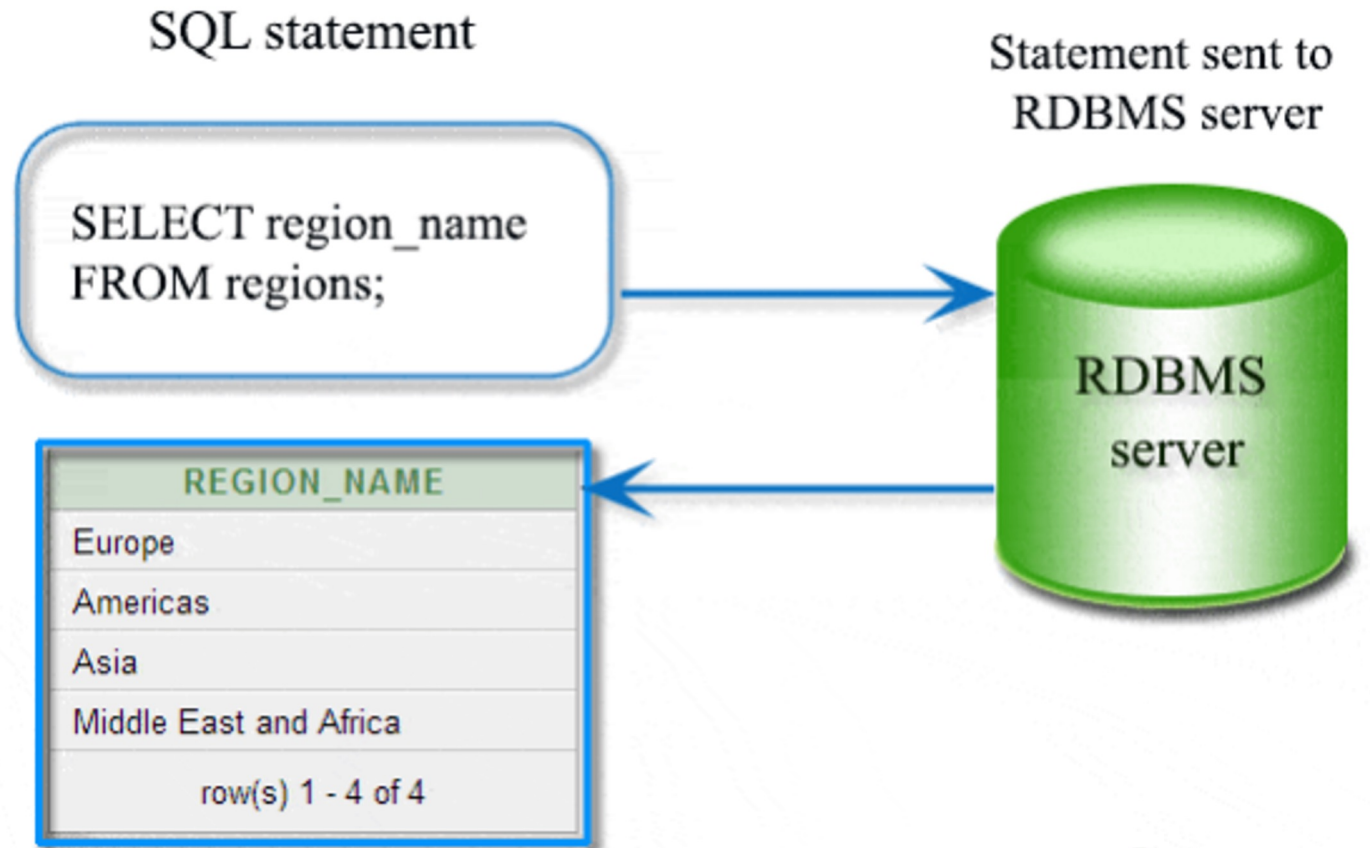 SQL statement
Statement sent to
RDBMS server
SELECT region_name
FROM regions;
RDBMS
server
REGION_NAME
Europe
Americas
Asia
Middle East and Africa
row(s) 1 - 4 of 4